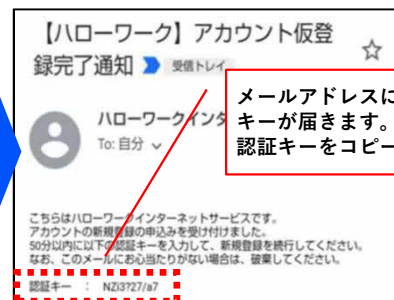 【ハローワーク】アカウント仮登
録完了通知 受信トレイ
メールアドレスに
キーが届きます。
認証キーをコピー
ハローワークインタ
To: 自分
こちらはハローワークインターネットサービスです。
アカウントの新規登録の申込みを受け付けました。
50分以内に以下の認証キーを入力して、新規登録を続行してください。
なお、このメールにお心当たりがない場合は、破棄してください。
認証キー ： NZi3?27/a7